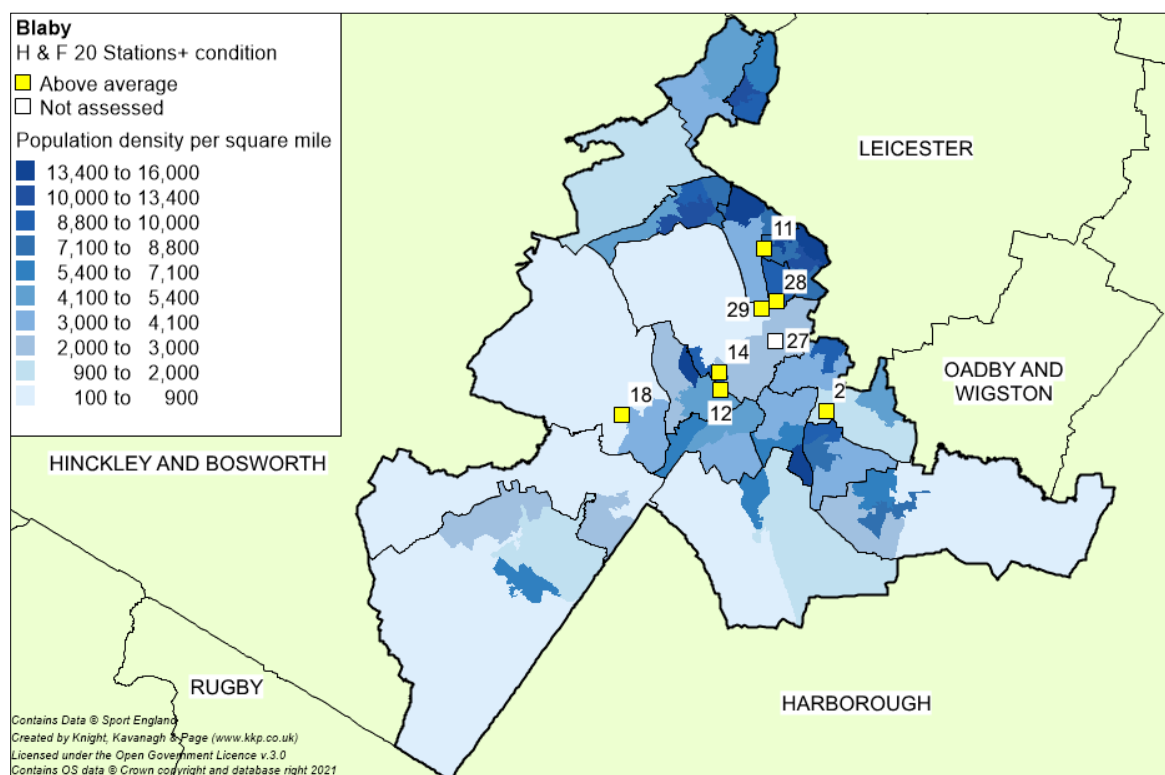 Blaby
H & F 20 Stations+ condition
Above average
Not assessed
Population density per square mile
13,400 to 16,000
10,000 to 13,400
8,800 to 10,000
7,100 to 8,800
5,400 to 7,100
4,100 to 5,400
3,000 to 4,100
2,000 to 3,000
900 to 2,000
100 to 900
LEICESTER
11
28
29
27
14
OADBY AND
WIGSTON
18
2
12
HINCKLEY AND BOSWORTH
RUGBY
HARBOROUGH
Contains Data ® Sport England
Created by Knight, Kavanagh & Page (www.kkp.co.uk)
Licensed under the Open Government Licence v.3.0
Contains OS data ® Crown copyright and database right 2021